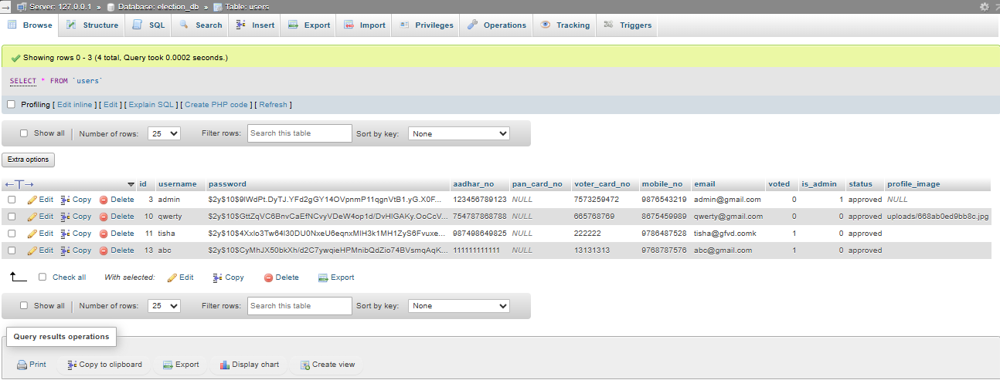 Server: 127.0.0.1 » Database: election_db » Table: users
Browse Structure SQL Search Insert Export Import Privileges Operations Tracking Triggers
Showing rows 0 - 3 (4 total, Query took 0.0002 seconds.)
SELECT * FROM `users`
Profiling [ Edit inline ] [ Edit ] [ Explain SQL ] [ Create PHP code ] [ Refresh ]
Show all Number of rows: 25 Filter rows: Search this table Sort by key: None
Extra options
←T→ id username password aadhar_no pan_card_no voter_card_no mobile_no email voted is_admin status profile_image
Edit Copy Delete 3 admin $2y$10$9lWdPt.DyTJ.YFd2gGY14OVpnmP11qgnVtB1.yG.X0F... 123456789123 NULL 7573259472 9876543219 admin@gmail.com 0 1 approved NULL
Edit Copy Delete 10 qwerty $2y$10$GttZqVC6BnvCaEfNCvyVDeW4op1d/DvHlGAKy.OoCcV... 754787868788 NULL 665768769 8675459989 qwerty@gmail.com 0 0 approved uploads/668ab0ed9bb8c.jpg
Edit Copy Delete 11 tisha $2y$10$4Xxlo3Tw64l30DU0NxeU6eqnxMIH3k1MH1ZyS6Fvuxe... 987498649825 NULL 222222 9786487528 tisha@gfvd.comk 1 0 approved
Edit Copy Delete 13 abc $2y$10$CyMhJX50bkXh/d2C7ywqieHPMnibQdZio74BVsmqAqK... 111111111111 NULL 13131313 9768787576 abc@gmail.com 1 0 approved
Check all With selected: Edit Copy Delete Export
Show all Number of rows: 25 Filter rows: Search this table Sort by key: None
Query results operations
Print Copy to clipboard Export Display chart Create view